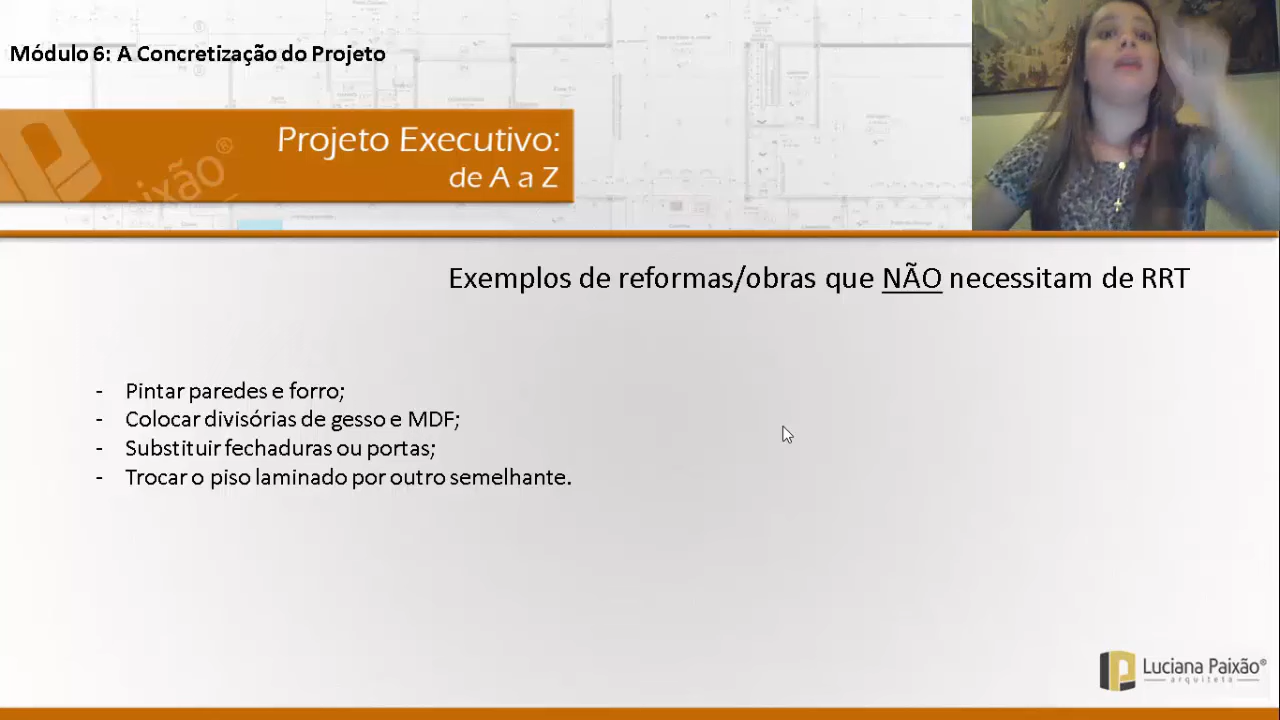 Módulo 6: A Concretização do Projeto
Projeto Executivo:
de A a Z
Exemplos de reformas/obras que NÃO necessitam de RRT
- Pintar paredes e forro;
- Colocar divisórias de gesso e MDF;
- Substituir fechaduras ou portas;
- Trocar o piso laminado por outro semelhante.
Luciana Paixão®
arquiteta